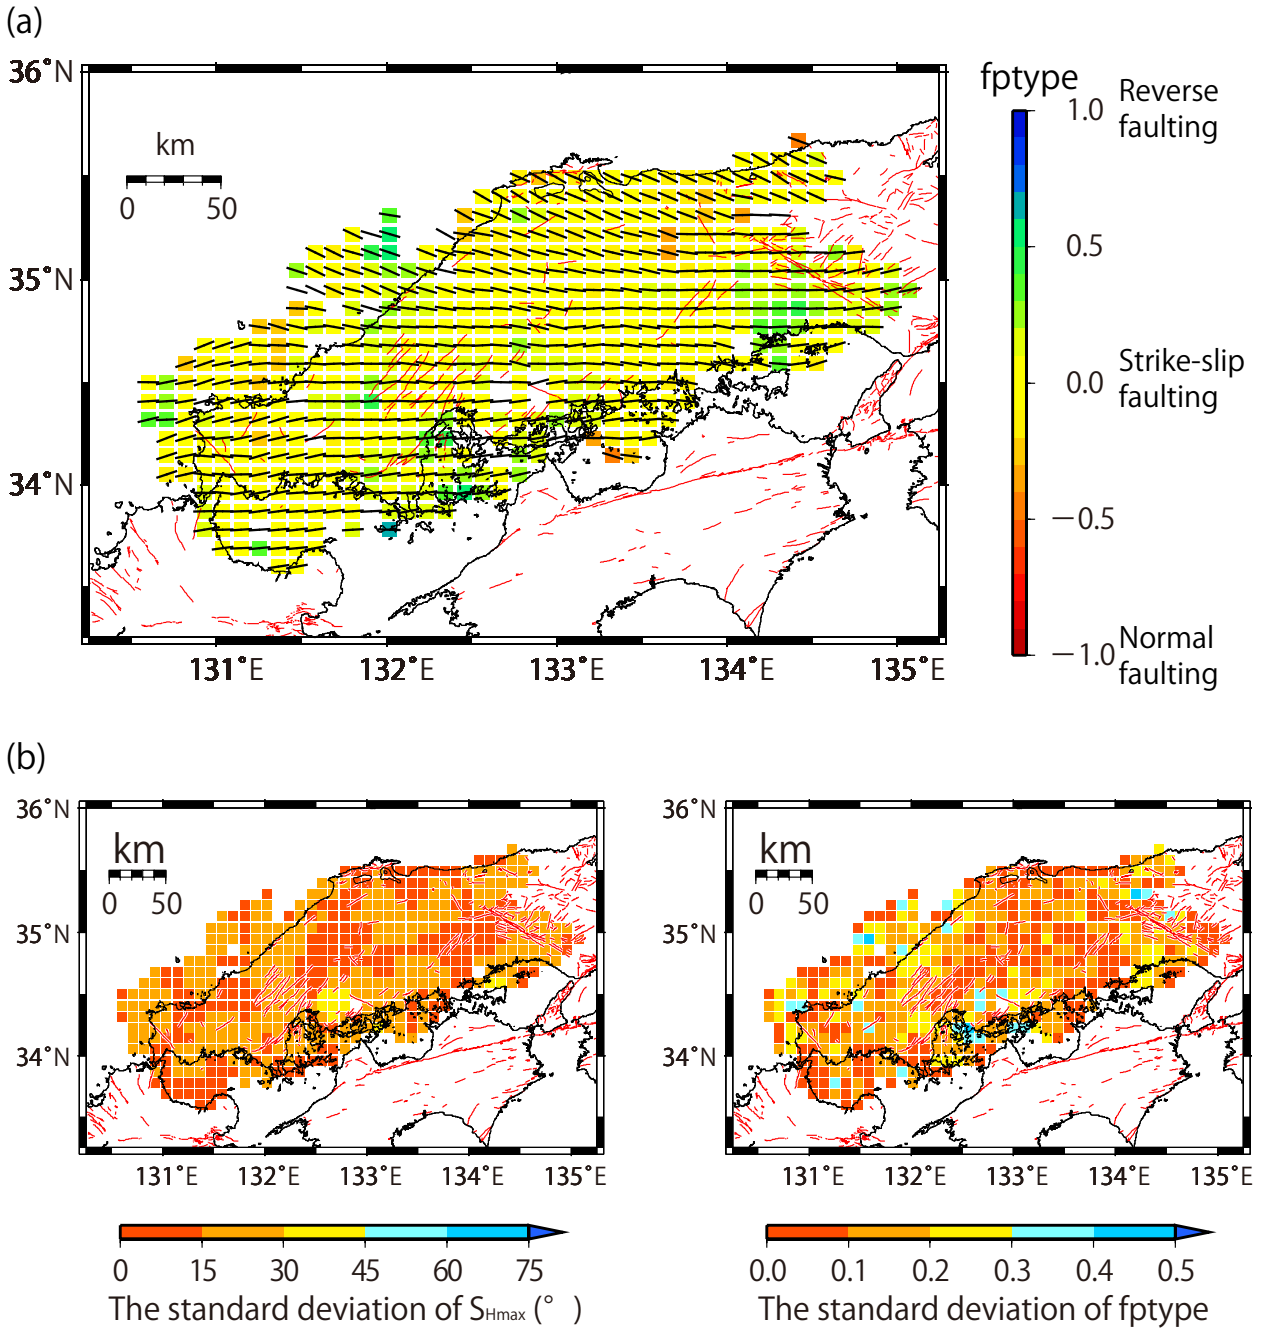 (a)
36°N
35°N
34°N
km
0 50
131°E 132°E 133°E 134°E 135°E
fptype
1.0 Reverse
faulting
0.5
0.0 Strike-slip
faulting
−0.5
−1.0 Normal
faulting
(b)
36°N
35°N
34°N
km
0 50
131°E 132°E 133°E 134°E 135°E
0 15 30 45 60 75
The standard deviation of SHmax (° )
36°N
35°N
34°N
km
0 50
131°E 132°E 133°E 134°E 135°E
0.0 0.1 0.2 0.3 0.4 0.5
The standard deviation of fptype